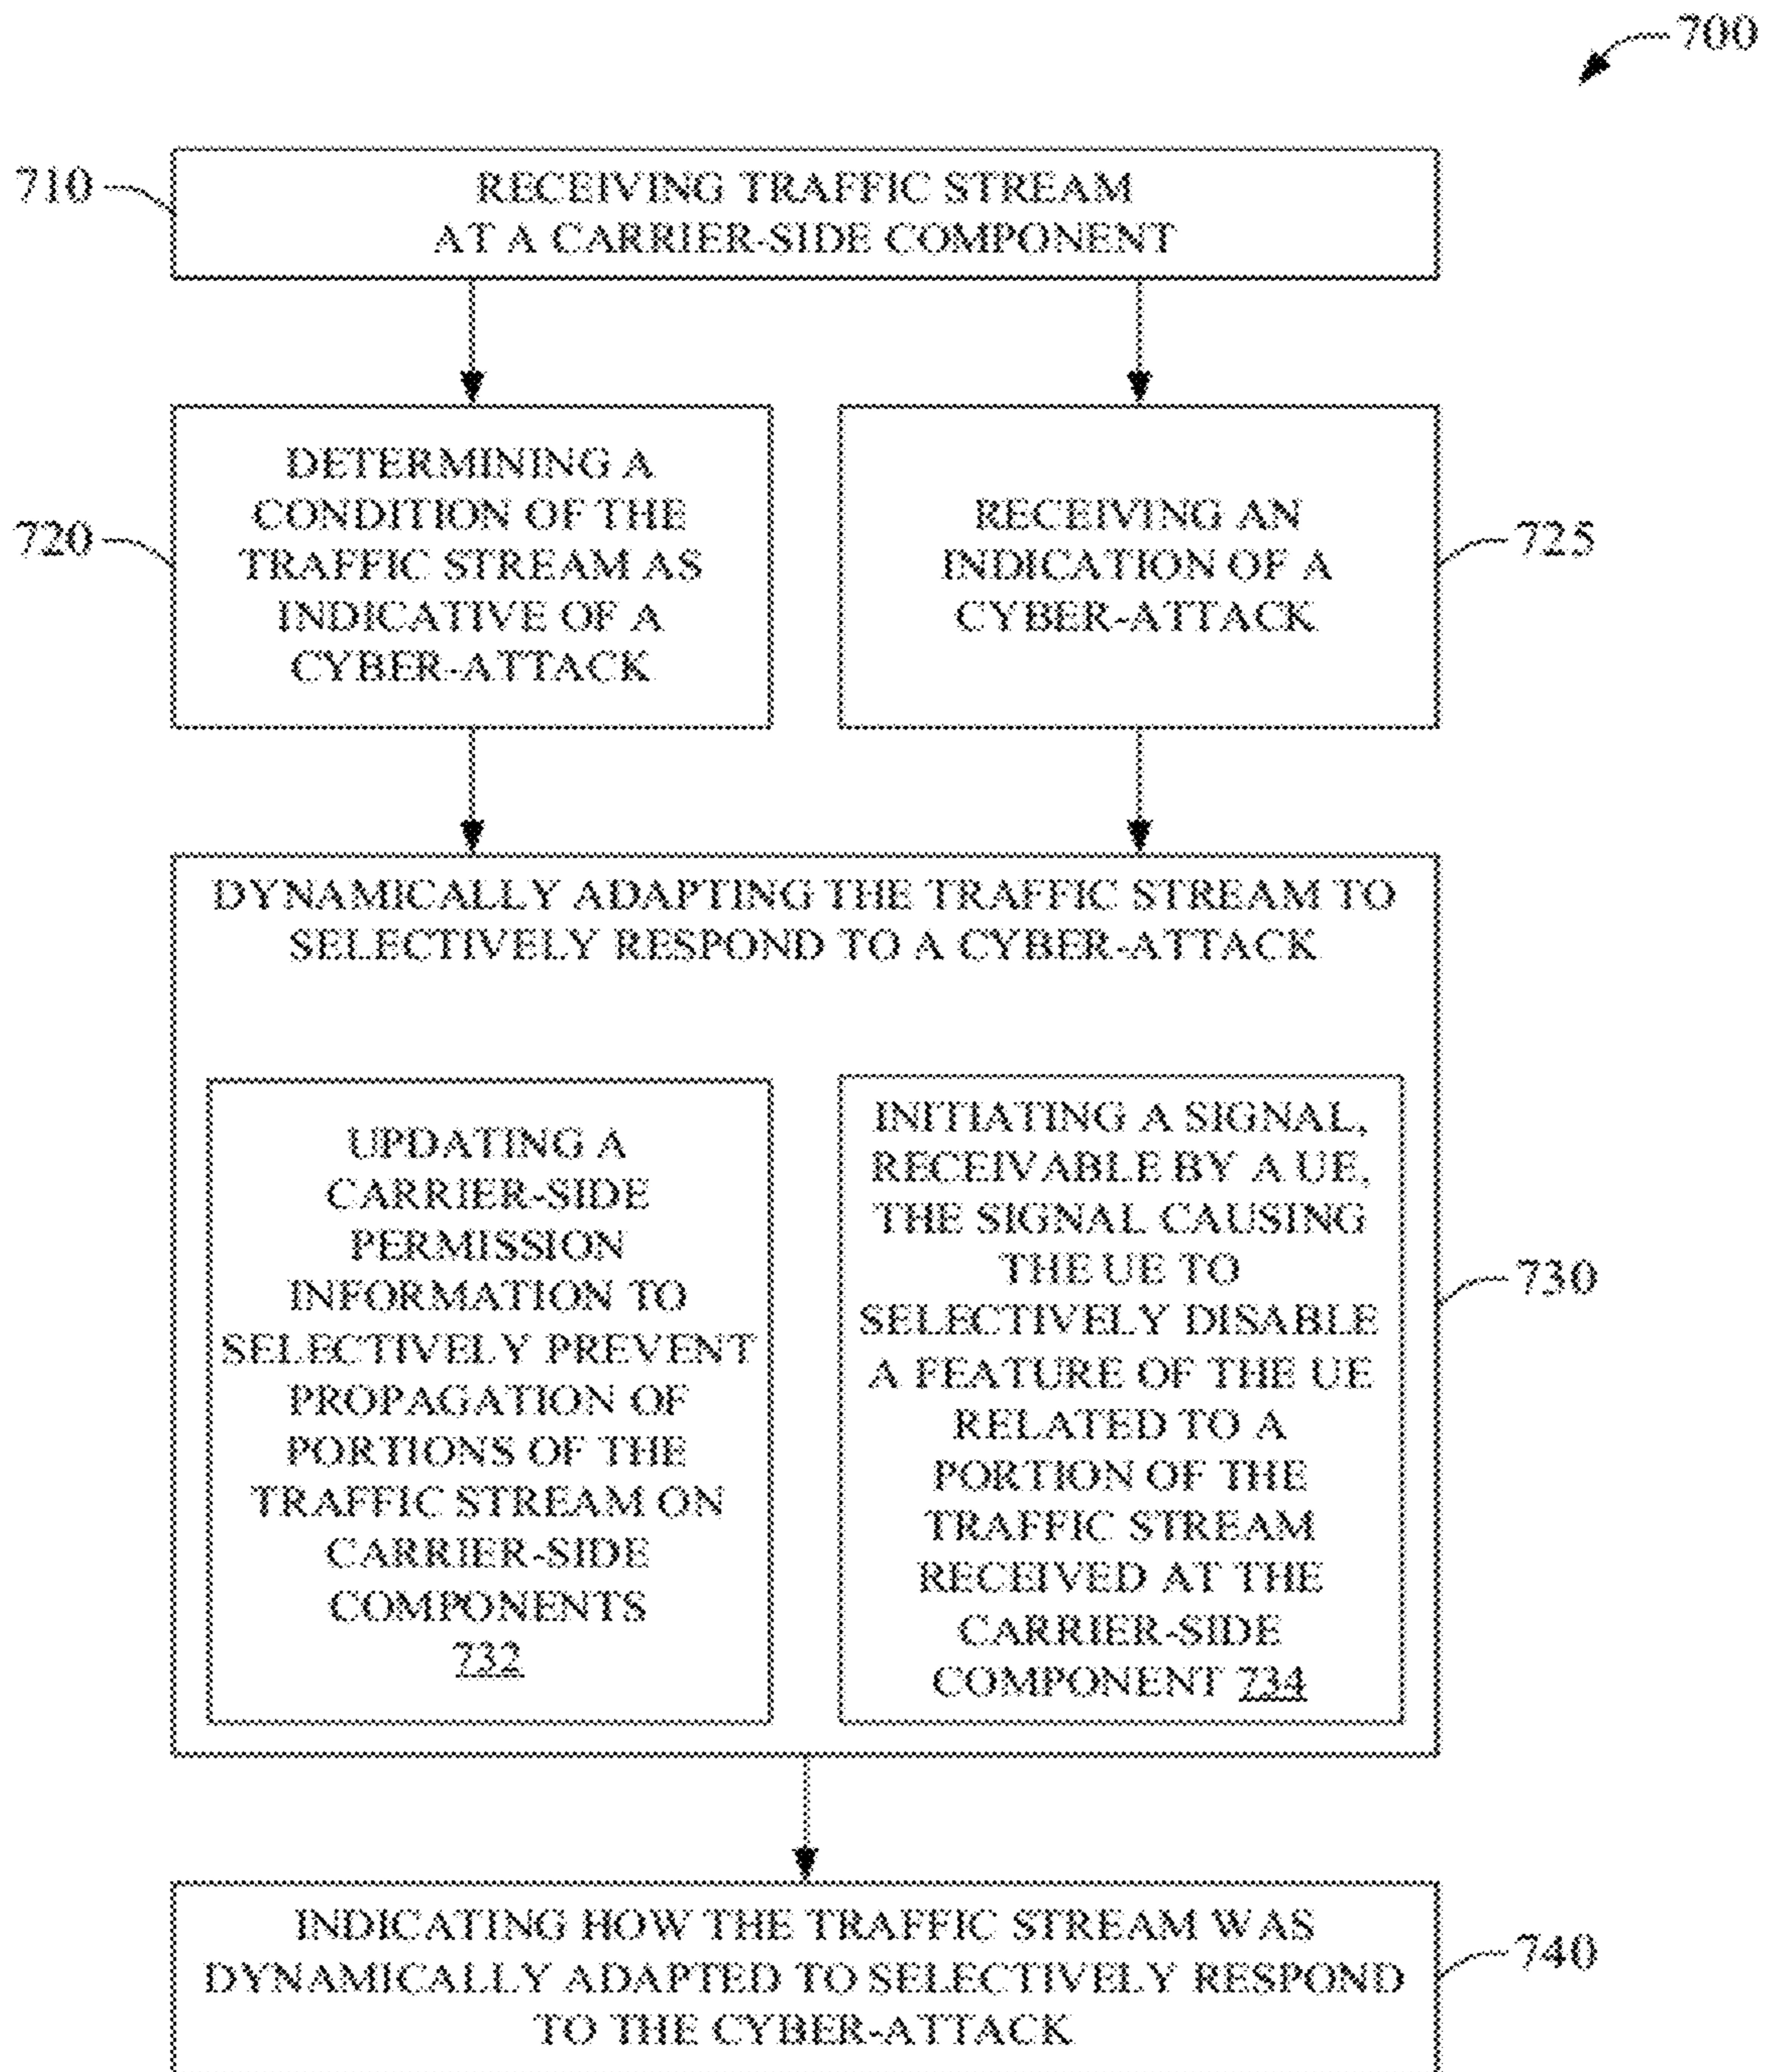 700
710
RECEIVING TRAFFIC STREAM
AT A CARRIER-SIDE COMPONENT
720
DETERMINING A
CONDITION OF THE
TRAFFIC STREAM AS
INDICATIVE OF A
CYBER-ATTACK
RECEIVING AN
INDICATION OF A
CYBER-ATTACK
725
DYNAMICALLY ADAPTING THE TRAFFIC STREAM TO
SELECTIVELY RESPOND TO A CYBER-ATTACK
UPDATING A
CARRIER-SIDE
PERMISSION
INFORMATION TO
SELECTIVELY PREVENT
PROPAGATION OF
PORTIONS OF THE
TRAFFIC STREAM ON
CARRIER-SIDE
COMPONENTS
732
INITIATING A SIGNAL,
RECEIVABLE BY A UE,
THE SIGNAL CAUSING
THE UE TO
SELECTIVELY DISABLE
A FEATURE OF THE UE
RELATED TO A
PORTION OF THE
TRAFFIC STREAM
RECEIVED AT THE
CARRIER-SIDE
COMPONENT 734
730
INDICATING HOW THE TRAFFIC STREAM WAS
DYNAMICALLY ADAPTED TO SELECTIVELY RESPOND
TO THE CYBER-ATTACK
740